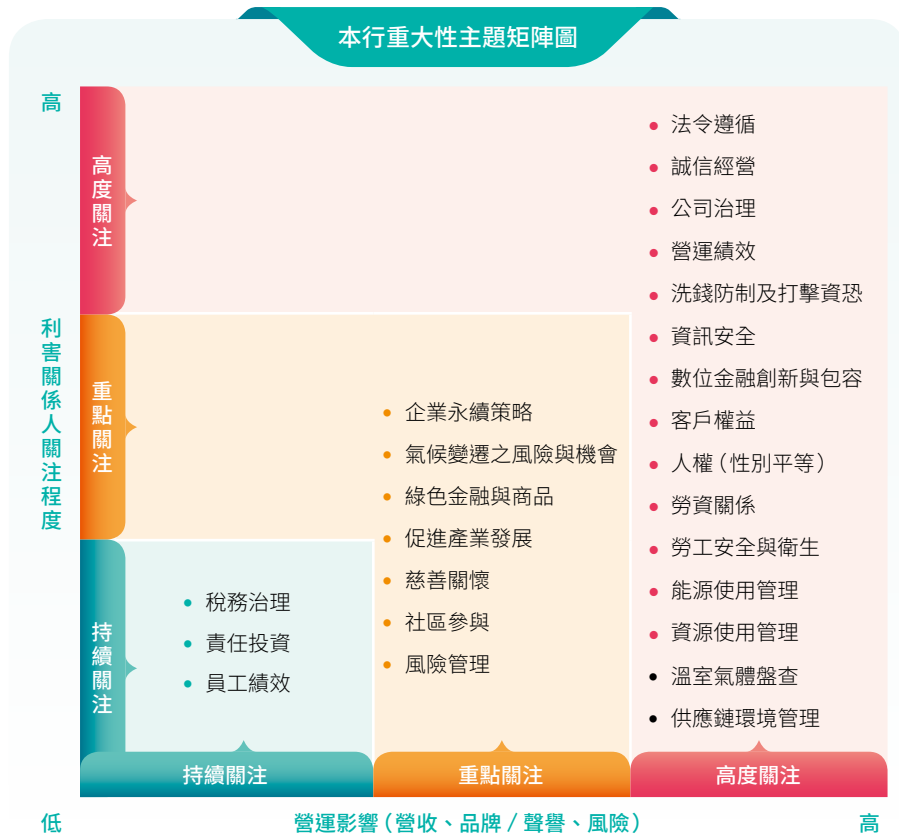 本行重大性主題矩陣圖
高
利害關係人關注程度
高度關注
重點關注
持續關注
• 法令遵循
• 誠信經營
• 公司治理
• 營運績效
• 洗錢防制及打擊資恐
• 資訊安全
• 數位金融創新與包容
• 客戶權益
• 人權(性別平等)
• 勞資關係
• 勞工安全與衛生
• 能源使用管理
• 資源使用管理
• 溫室氣體盤查
• 供應鏈環境管理
• 企業永續策略
• 氣候變遷之風險與機會
• 綠色金融與商品
• 促進產業發展
• 慈善關懷
• 社區參與
• 風險管理
• 稅務治理
• 責任投資
• 員工績效
持續關注
重點關注
高度關注
低
營運影響(營收、品牌 / 聲譽、風險)
高